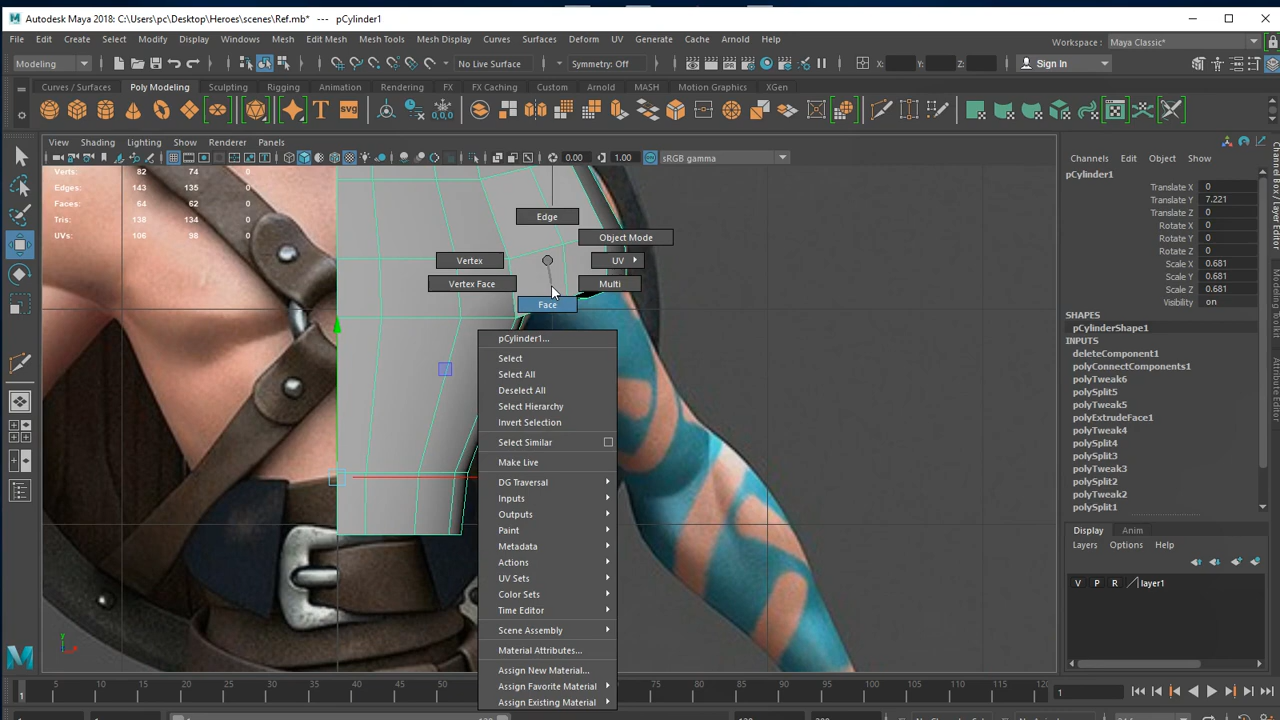 Autodesk Maya 2018: C:\Users\pc\Desktop\Heroes\scenes\Ref.mb* --- pCylinder1
File Edit Create Select Modify Display Windows Mesh Edit Mesh Mesh Tools Mesh Display Curves Surfaces Deform UV Generate Cache Arnold Help Workspace : Maya Classic*
Modeling No Live Surface Symmetry: Off X: Y: Z: Sign In
Curves / Surfaces Poly Modeling Sculpting Rigging Animation Rendering FX FX Caching Custom Arnold MASH Motion Graphics XGen
View Shading Lighting Show Renderer Panels
0.00 1.00 sRGB gamma
Verts: 82 74 0
Edges: 143 135 0
Faces: 64 62 0
Tris: 138 134 0
UVs: 106 98 0
Edge
Object Mode
Vertex UV
Vertex Face Multi
Face
pCylinder1...
Select
Select All
Deselect All
Select Hierarchy
Invert Selection
Select Similar
Make Live
DG Traversal
Inputs
Outputs
Paint
Metadata
Actions
UV Sets
Color Sets
Time Editor
Scene Assembly
Material Attributes...
Assign New Material...
Assign Favorite Material
Assign Existing Material
Channels Edit Object Show
pCylinder1
Translate X 0
Translate Y 7.221
Translate Z 0
Rotate X 0
Rotate Y 0
Rotate Z 0
Scale X 0.681
Scale Y 0.681
Scale Z 0.681
Visibility on
SHAPES
pCylinderShape1
INPUTS
deleteComponent1
polyConnectComponents1
polyTweak6
polySplit5
polyTweak5
polyExtrudeFace1
polyTweak4
polySplit4
polySplit3
polyTweak3
polySplit2
polyTweak2
polySplit1
Display Anim
Layers Options Help
V P R layer1
Channel Box / Layer Editor
Attribute Editor
y
1 5 10 15 20 25 30 35 40 45 50 75 80 85 90 95 100 105 110 115 12 1